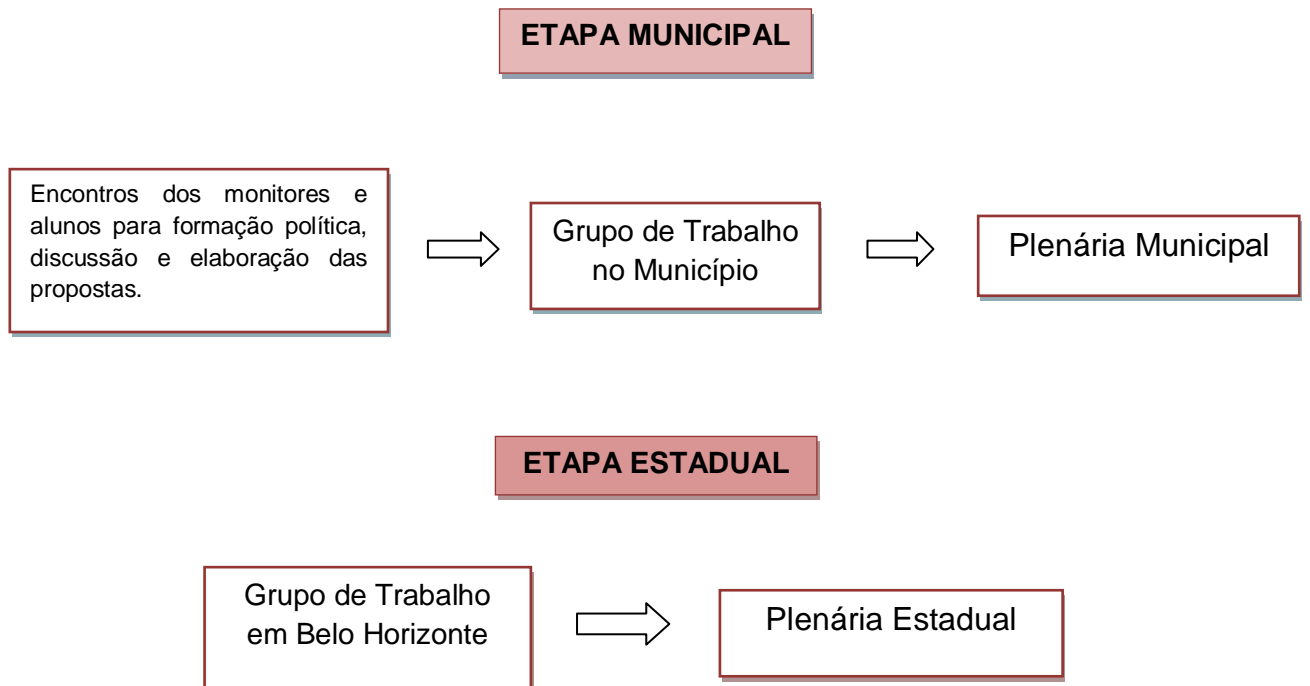 ETAPA MUNICIPAL
Encontros dos monitores e
alunos para formação política,
discussão e elaboração das
propostas.
Grupo de Trabalho
no Município
Plenária Municipal
ETAPA ESTADUAL
Grupo de Trabalho
em Belo Horizonte
Plenária Estadual